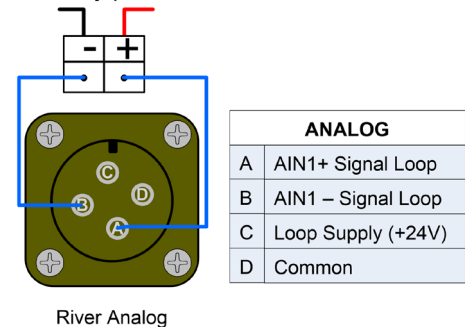 - +
C
D
B
A
River Analog
ANALOG
A AIN1+ Signal Loop
B AIN1 – Signal Loop
C Loop Supply (+24V)
D Common